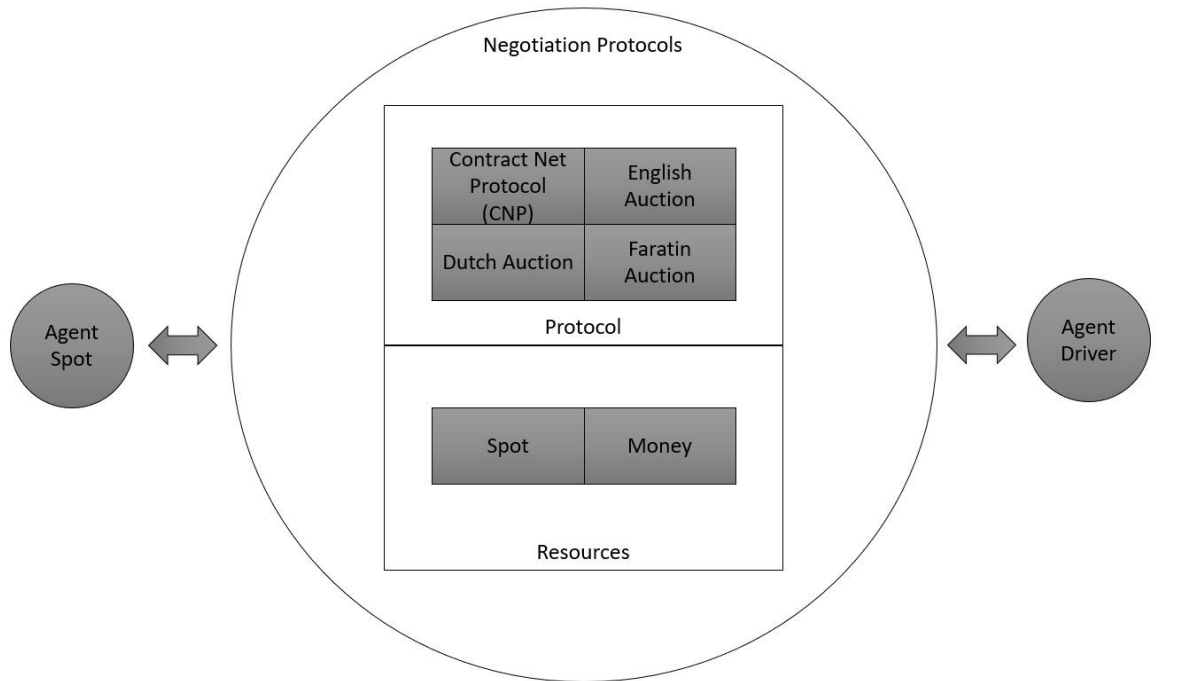 Negotiation Protocols
Contract Net
Protocol
(CNP)
English
Auction
Dutch Auction
Faratin
Auction
Protocol
Agent
Spot
Agent
Driver
Spot
Money
Resources